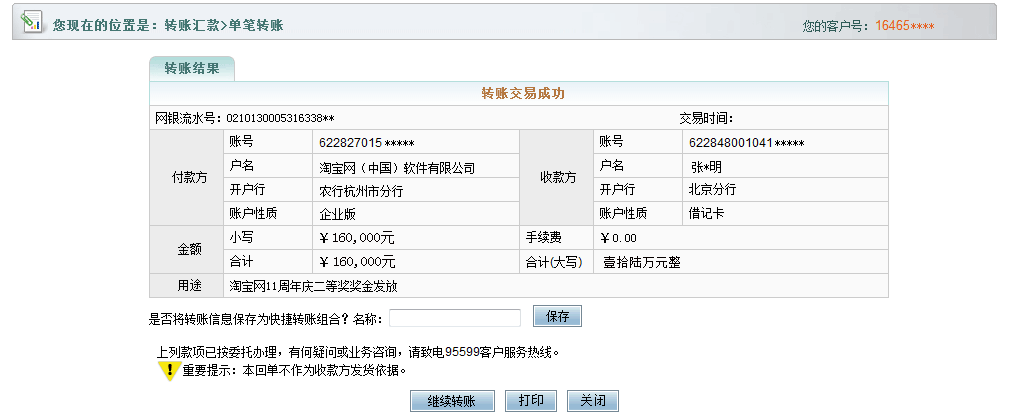 您现在的位置是：转账汇款>单笔转账 您的客户号：16465****
转账结果
转账交易成功
网银流水号：0210130005316338** 交易时间：
付款方 账号 622827015***** 收款方 账号 622848001041*****
户名 淘宝网（中国）软件有限公司 户名 张*明
开户行 农行杭州市分行 开户行 北京分行
账户性质 企业版 账户性质 借记卡
金额 小写 ￥160,000元 手续费 ￥0.00
合计 ￥160,000元 合计(大写) 壹拾陆万元整
用途 淘宝网11周年庆二等奖奖金发放
是否将转账信息保存为快捷转账组合？名称： 保存
上列款项已按委托办理，有何疑问或业务咨询，请致电95599客户服务热线。
! 重要提示：本回单不作为收款方发货依据。
继续转账 打印 关闭